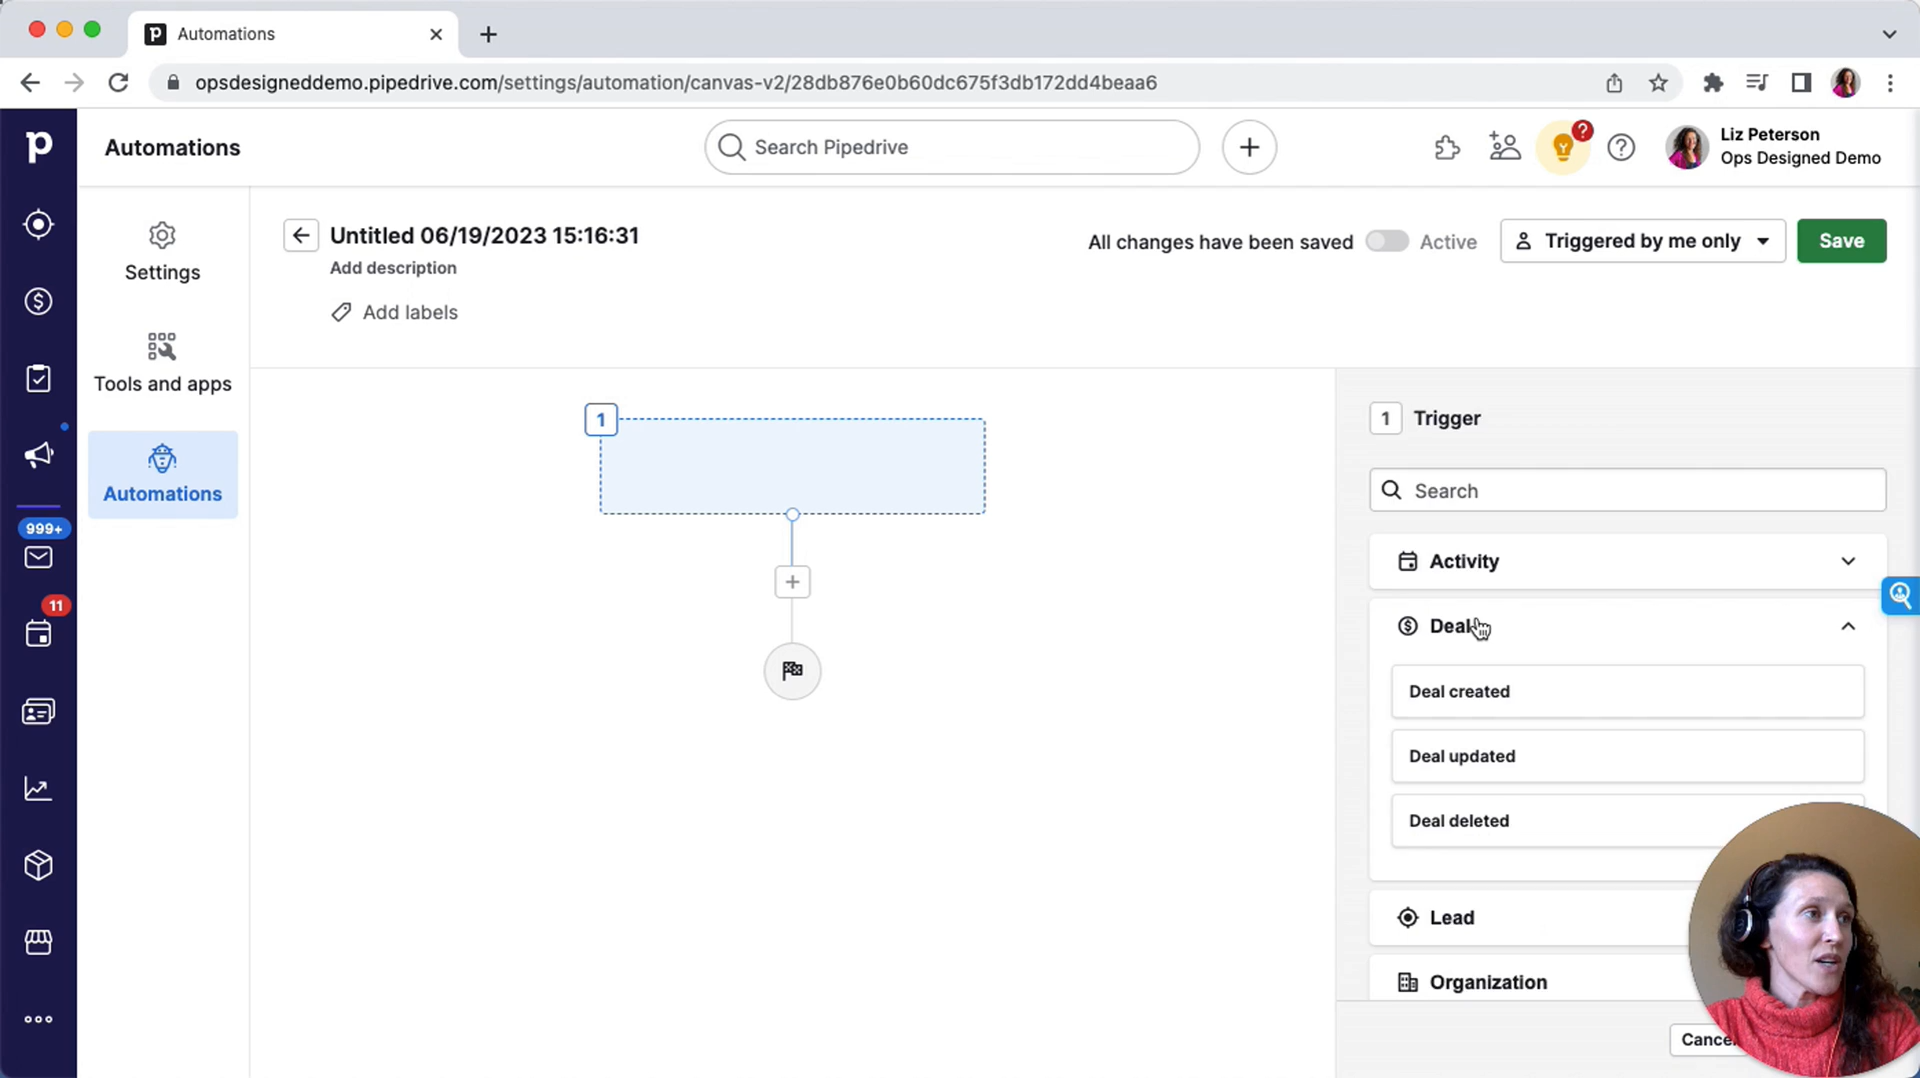 Automations
opsdesigneddemo.pipedrive.com/settings/automation/canvas-v2/28db876e0b60dc675f3db172dd4beaa6
p
Automations
Search Pipedrive
?
Liz Peterson
Ops Designed Demo
Settings
Tools and apps
Automations
999+
11
Untitled 06/19/2023 15:16:31
Add description
Add labels
All changes have been saved
Active
Triggered by me only
Save
1
1 Trigger
Search
Activity
Deal
Deal created
Deal updated
Deal deleted
Lead
Organization
Cancel